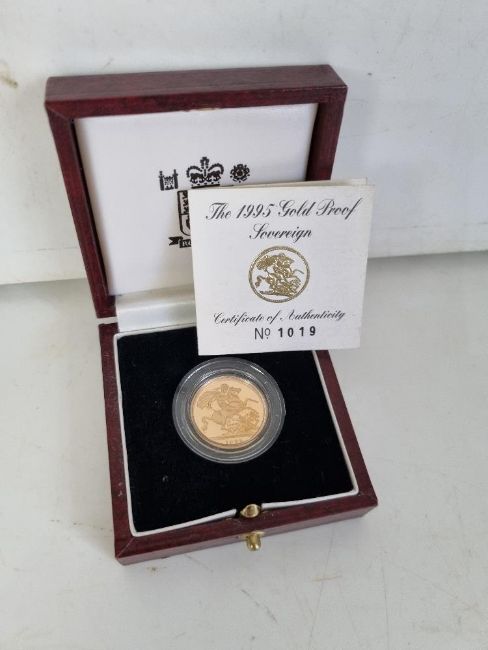 The 1995 Gold Proof
Sovereign
Certificate of Authenticity
Nº 1019